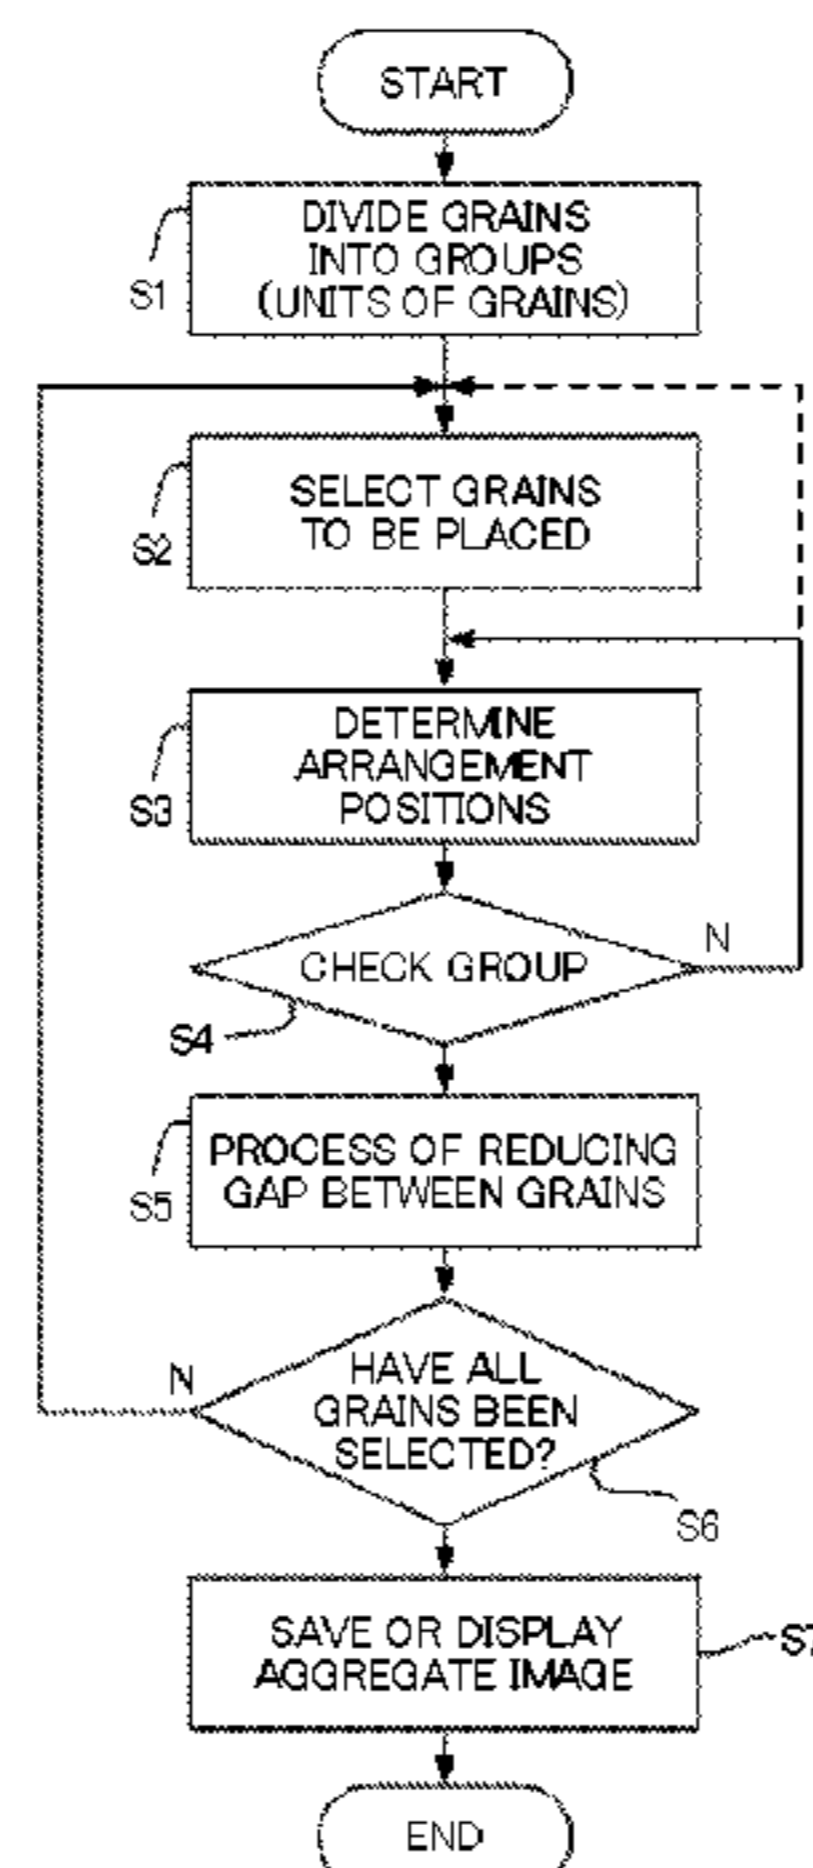 START
DIVIDE GRAINS
INTO GROUPS
(UNITS OF GRAINS)
S1
SELECT GRAINS
TO BE PLACED
S2
DETERMINE
ARRANGEMENT
POSITIONS
S3
CHECK GROUP
N
S4
PROCESS OF REDUCING
GAP BETWEEN GRAINS
S5
N
HAVE ALL
GRAINS BEEN
SELECTED?
S6
SAVE OR DISPLAY
AGGREGATE IMAGE
S7
END